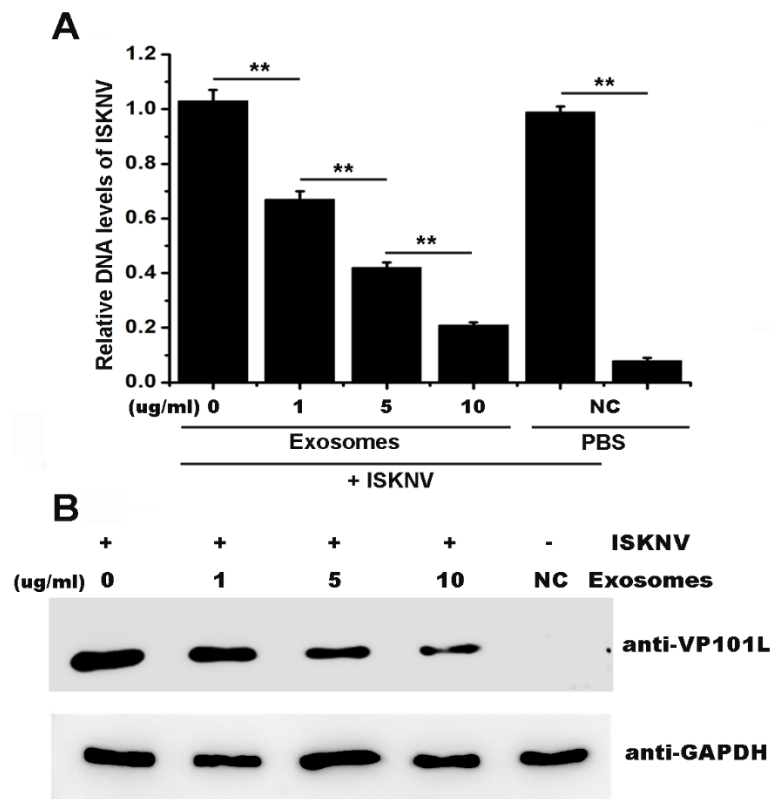 A
Relative DNA levels of ISKNV
1.2
1.0
0.8
0.6
0.4
0.2
0.0
** ** ** **
(ug/ml) 0 1 5 10 NC
Exosomes PBS
+ ISKNV
B
+ + + + - ISKNV
(ug/ml) 0 1 5 10 NC Exosomes
anti-VP101L
anti-GAPDH